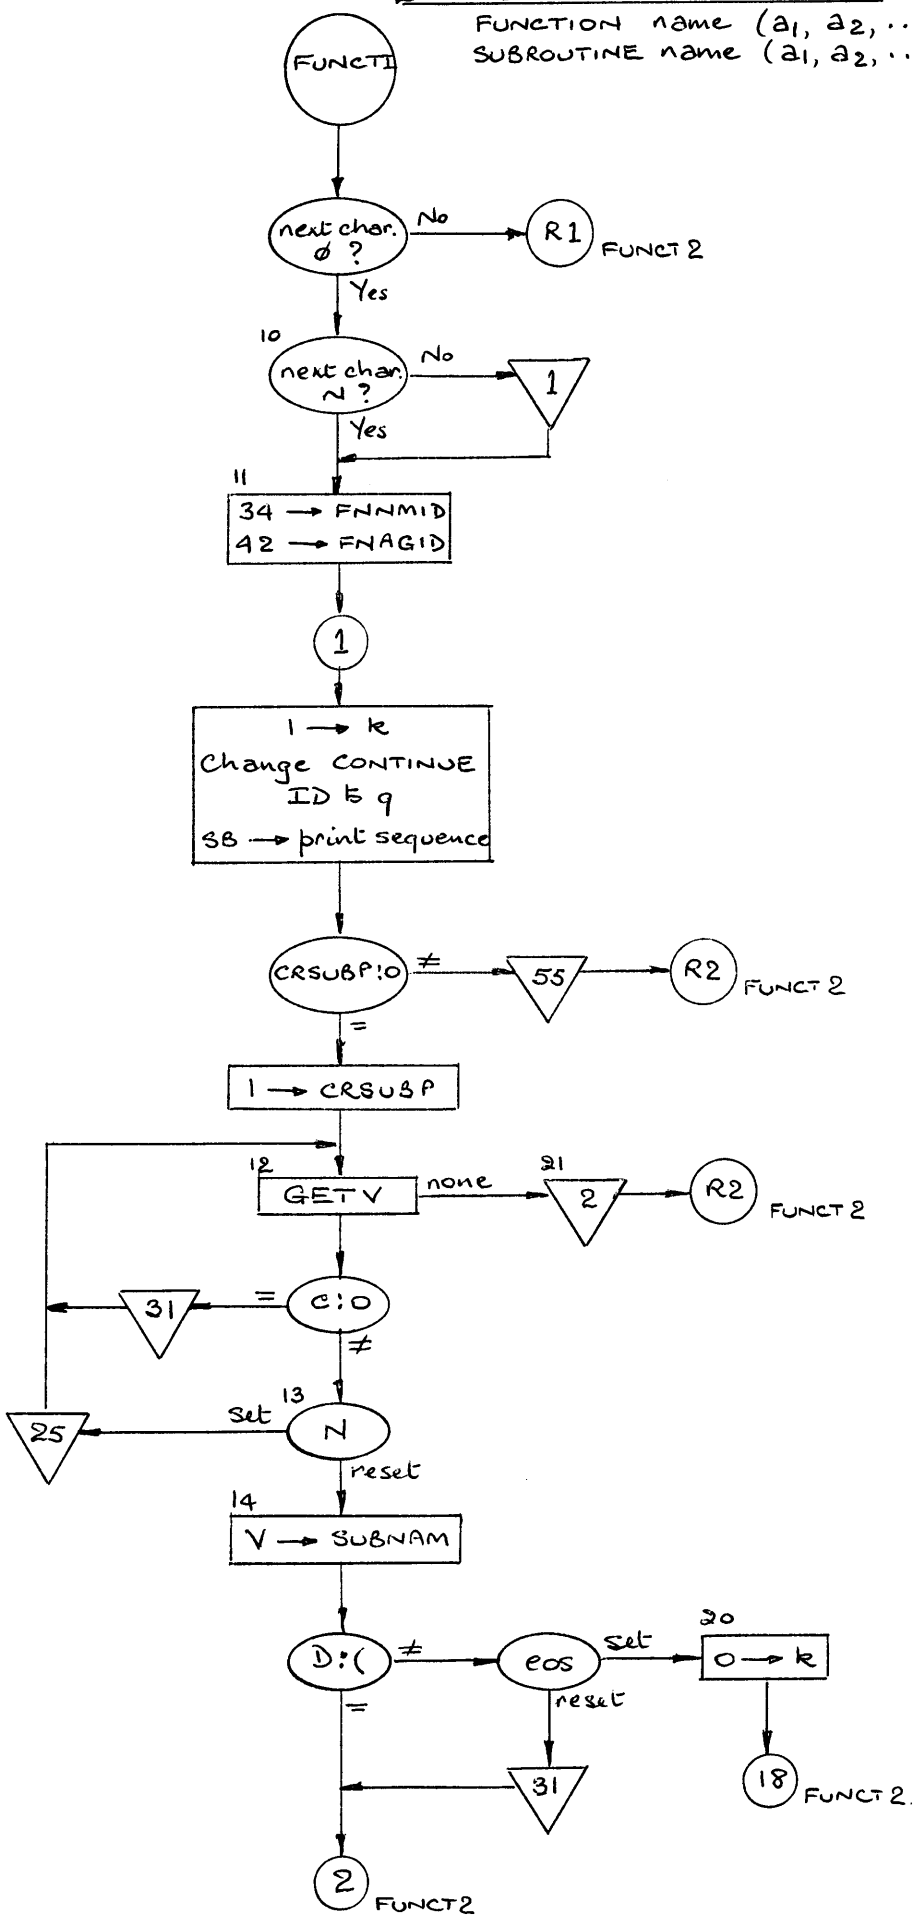 FUNCTION name (a1, a2, ..
SUBROUTINE name (a1, a2, ..
FUNCTI
next char.
ø ?
No
R1
FUNCT 2
Yes
10
next char.
N ?
No
1
Yes
11
34 → FNNMID
42 → FNAGID
1
1 → k
Change CONTINUE
ID to 9
SB → print sequence
CRSUBP:0
≠
55
R2
FUNCT 2
=
1 → CRSUBP
12
GETV
none
21
2
R2
FUNCT 2
C:0
=
31
≠
13
N
set
25
reset
14
V → SUBNAM
D:(
≠
eos
set
20
0 → k
=
reset
31
18
FUNCT 2.
2
FUNCT2